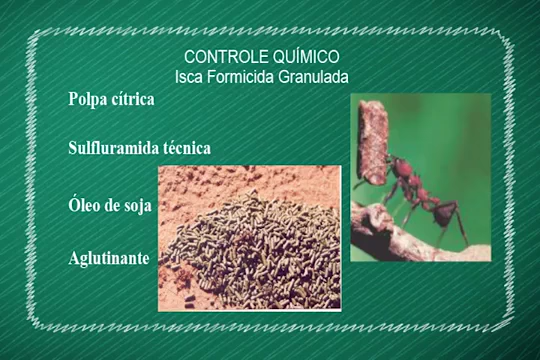 CONTROLE QUÍMICO
Isca Formicida Granulada
Polpa cítrica
Sulfluramida técnica
Óleo de soja
Aglutinante